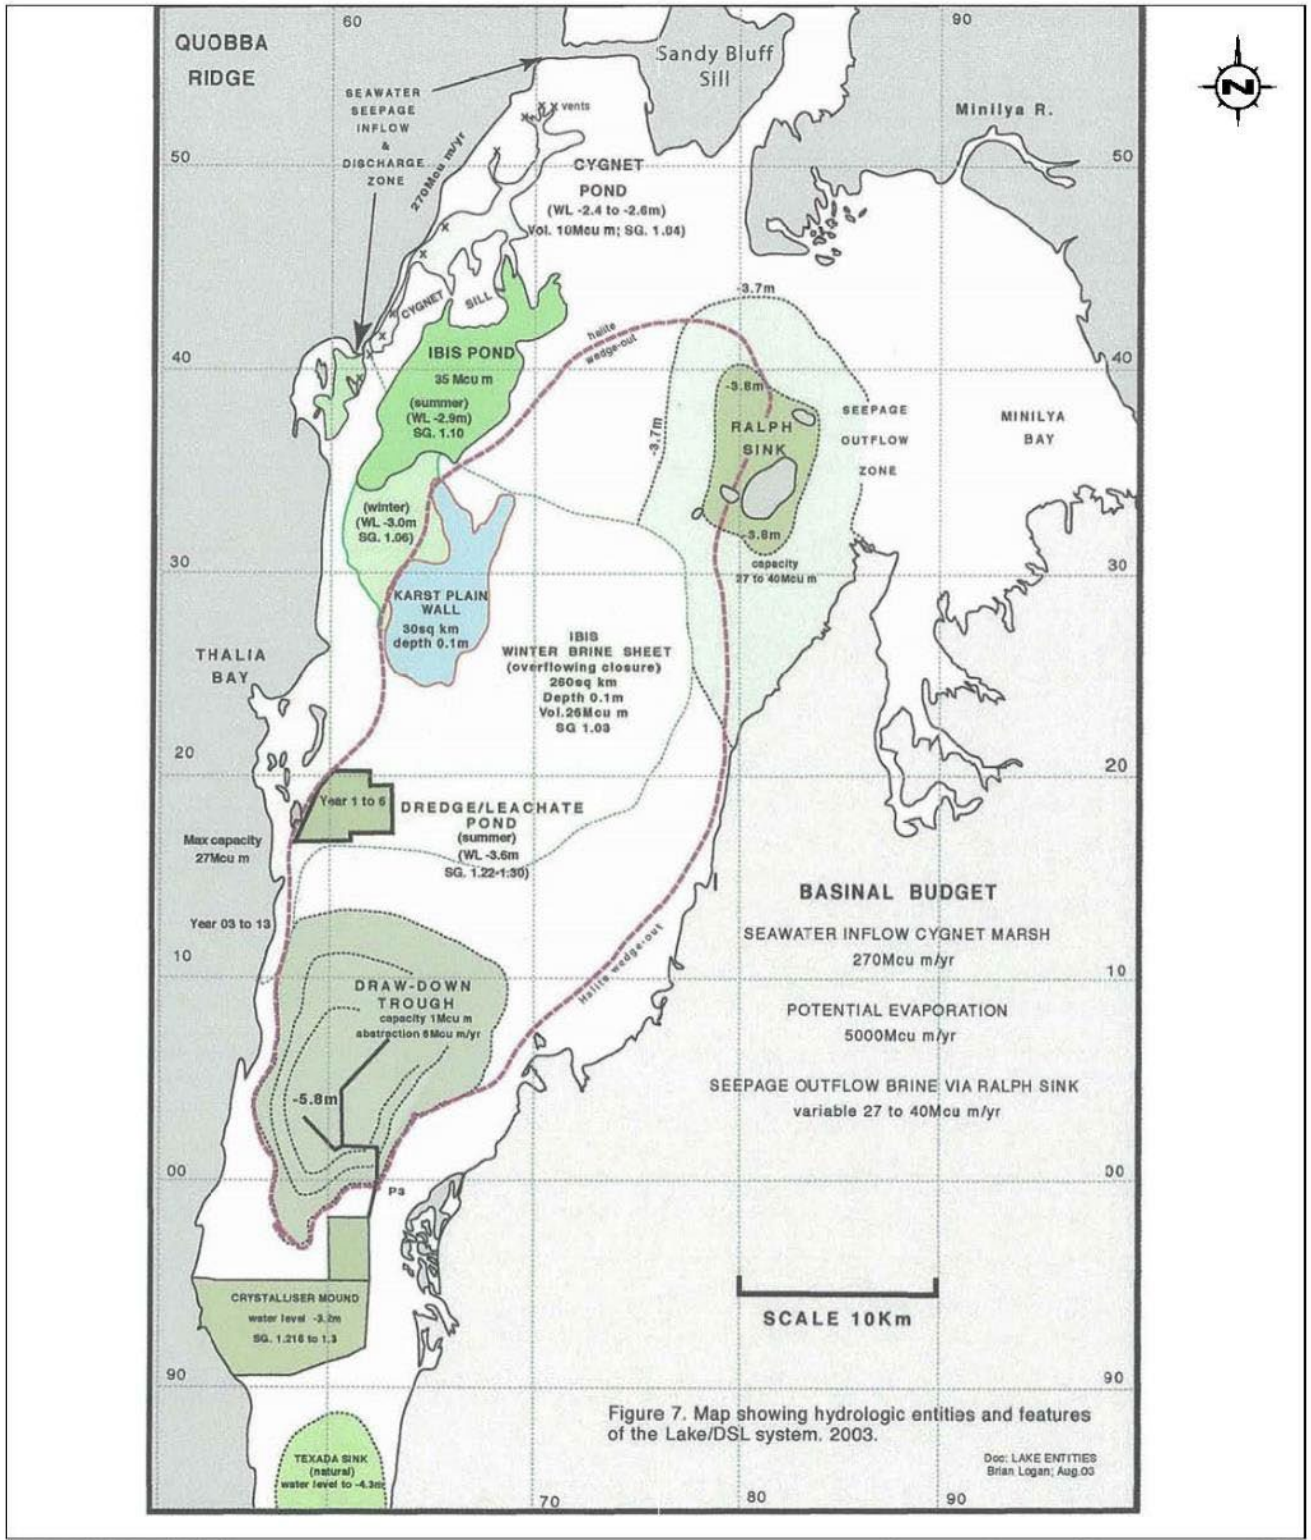 N
60
90
QUOBBA
RIDGE
Sandy Bluff
Sill
SEAWATER
SEEPAGE
INFLOW
&
DISCHARGE
ZONE
270Mcu m/yr
vents
Minilya R.
50
50
CYGNET
POND
(WL -2.4 to -2.6m)
Vol. 10Mcu m; SG. 1.04)
CYGNET SILL
-3.7m
halite
wedge-out
40
40
IBIS POND
35 Mcu m
(summer)
(WL -2.9m)
SG. 1.10
-3.8m
-3.7m
RALPH
SINK
SEEPAGE
OUTFLOW
ZONE
MINILYA
BAY
(winter)
(WL -3.0m
SG. 1.06)
-3.8m
capacity
27 to 40Mcu m
30
30
KARST PLAIN
WALL
30sq km
depth 0.1m
IBIS
WINTER BRINE SHEET
(overflowing closure)
260sq km
Depth 0.1m
Vol.26Mcu m
SG 1.03
THALIA
BAY
20
20
Year 1 to 6
DREDGE/LEACHATE
POND
(summer)
(WL -3.6m
SG. 1.22-1.30)
Max capacity
27Mcu m
Year 03 to 13
BASINAL BUDGET
SEAWATER INFLOW CYGNET MARSH
270Mcu m/yr
10
10
Halite wedge-out
DRAW-DOWN
TROUGH
capacity 1Mcu m
abstraction 6Mcu m/yr
POTENTIAL EVAPORATION
5000Mcu m/yr
-5.8m
SEEPAGE OUTFLOW BRINE VIA RALPH SINK
variable 27 to 40Mcu m/yr
00
00
P3
CRYSTALLISER MOUND
water level -3.2m
SG. 1.216 to 1.3
SCALE 10Km
90
90
Figure 7. Map showing hydrologic entities and features
of the Lake/DSL system. 2003.
TEXADA SINK
(natural)
water level to -4.3m
Doc: LAKE ENTITIES
Brian Logan; Aug.03
70
80
90